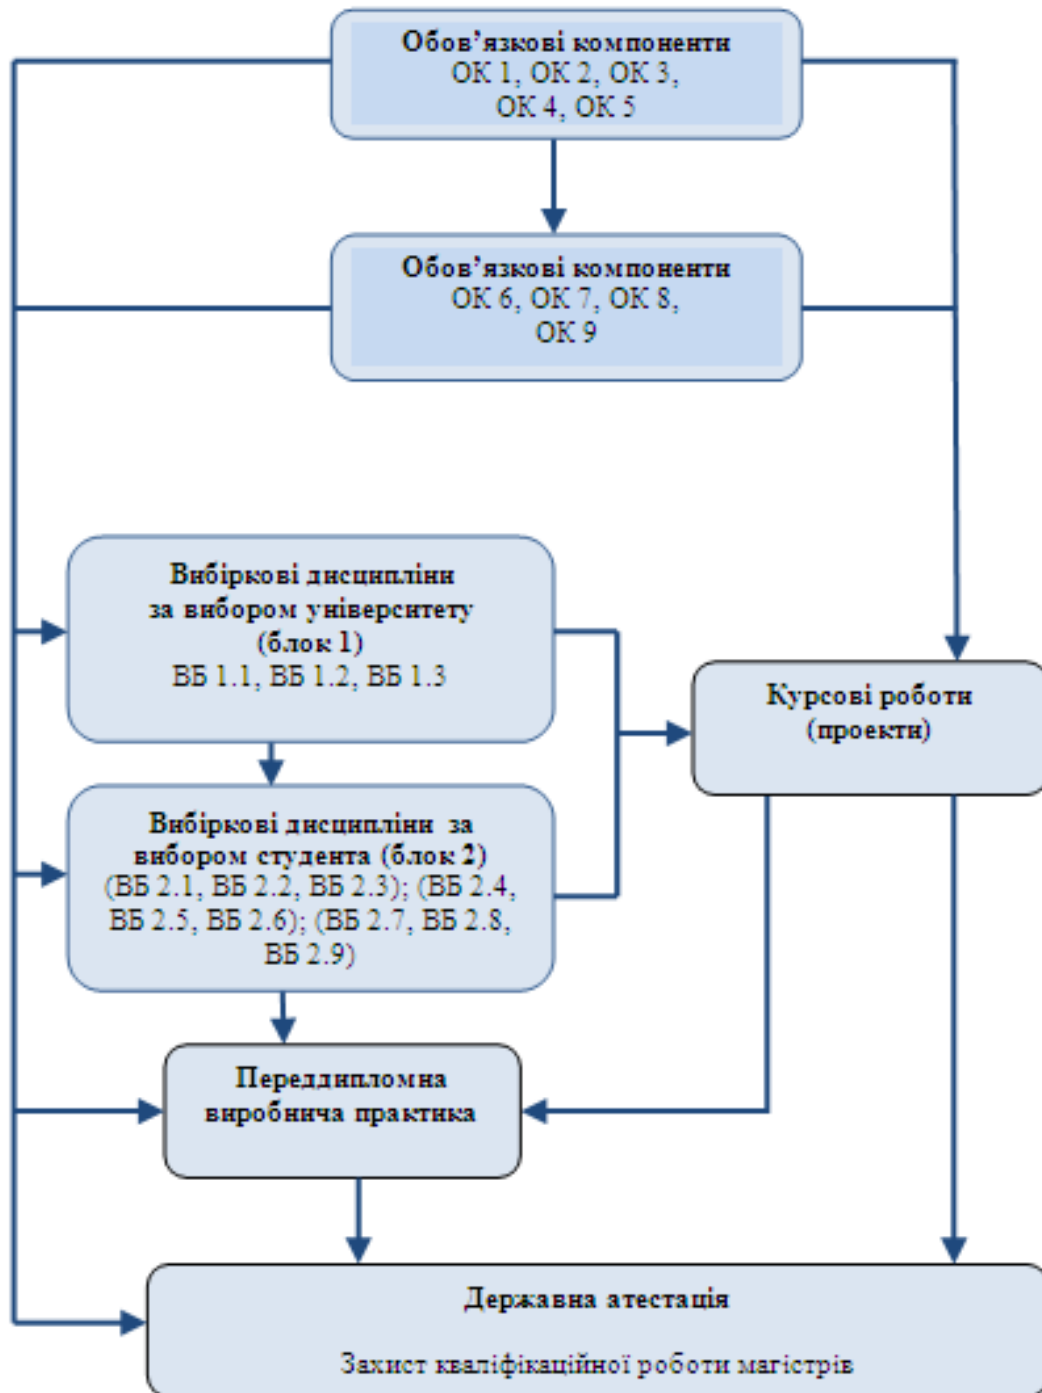 Обов’язкові компоненти
ОК 1, ОК 2, ОК 3,
ОК 4, ОК 5
Обов’язкові компоненти
ОК 6, ОК 7, ОК 8,
ОК 9
Вибіркові дисципліни
за вибором університету
(блок 1)
ВБ 1.1, ВБ 1.2, ВБ 1.3
Курсові роботи
(проекти)
Вибіркові дисципліни за
вибором студента (блок 2)
(ВБ 2.1, ВБ 2.2, ВБ 2.3); (ВБ 2.4,
ВБ 2.5, ВБ 2.6); (ВБ 2.7, ВБ 2.8,
ВБ 2.9)
Переддипломна
виробнича практика
Державна атестація
Захист кваліфікаційної роботи магістрів